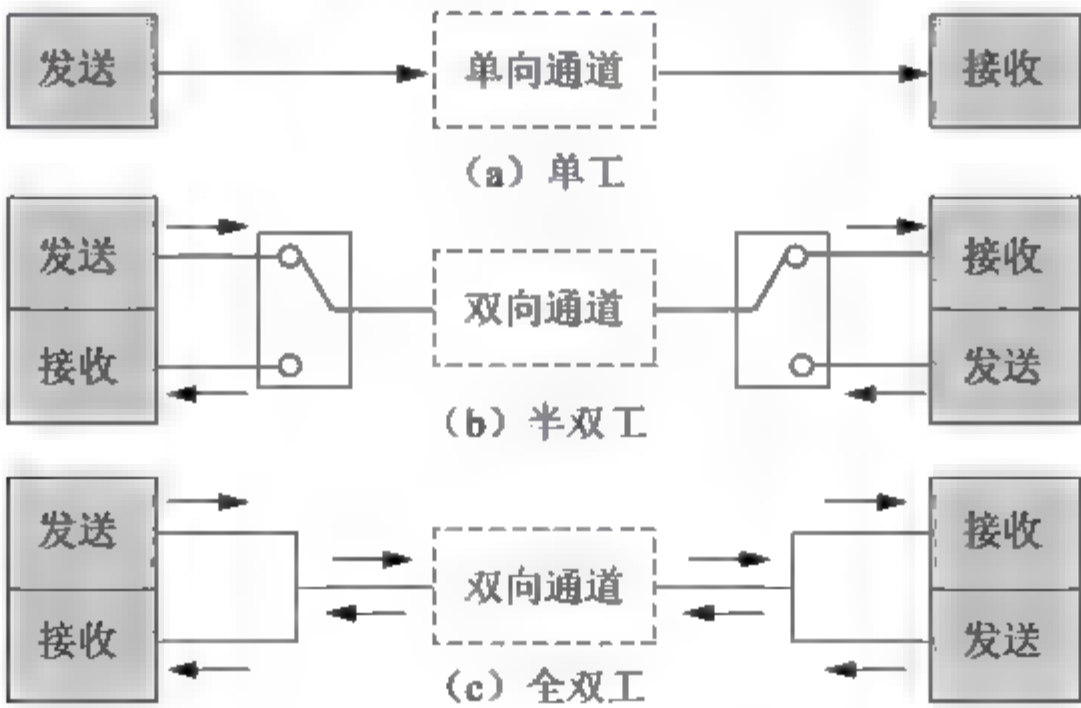 发送 单向通道 接收
(a) 单工
发送 接收
双向通道
接收 发送
(b) 半双工
发送 接收
双向通道
接收 发送
(c) 全双工